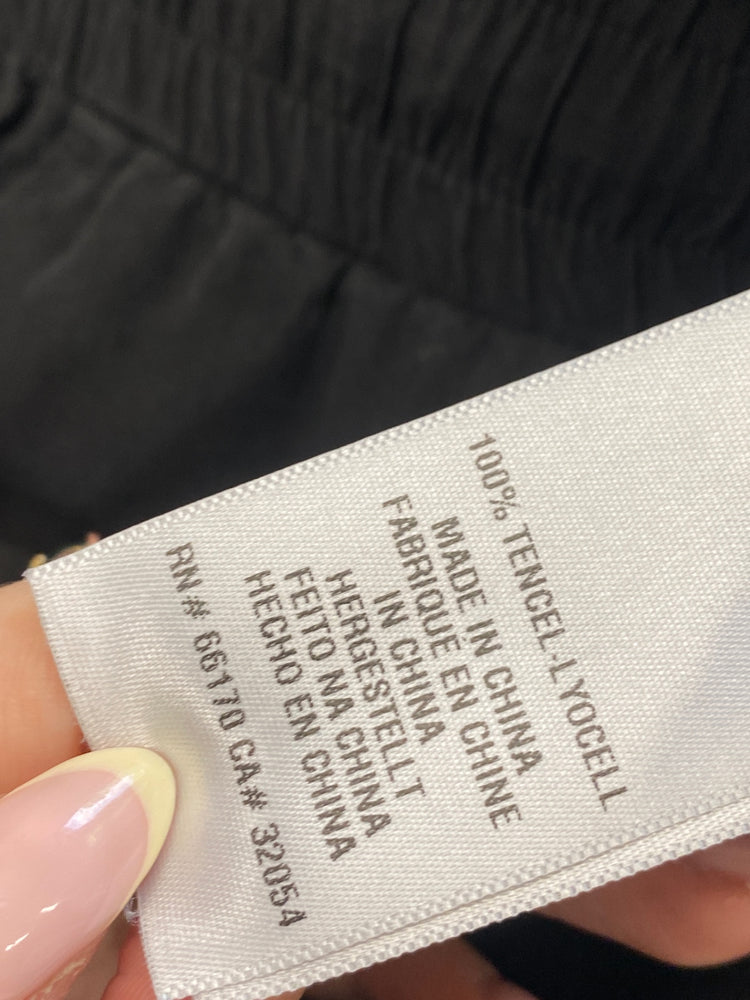 100% TENCEL-LYOCELL
MADE IN CHINA
FABRIQUÉ EN CHINE
IN CHINA
HERGESTELLT
FEITO NA CHINA
HECHO EN CHINA
RN# 66170 CA# 32054